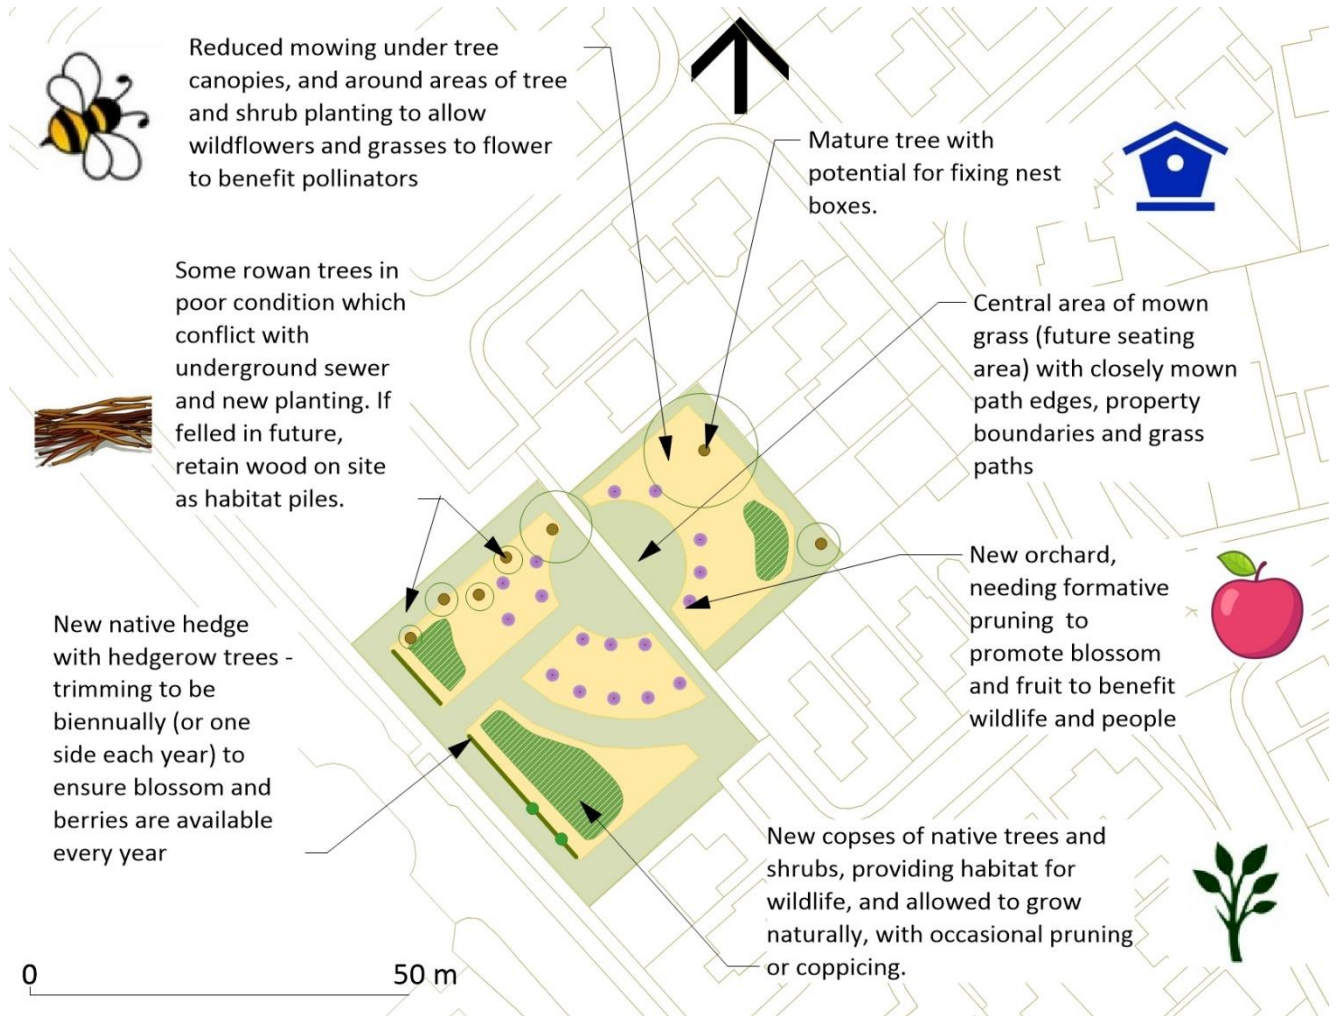 Reduced mowing under tree
canopies, and around areas of tree
and shrub planting to allow
wildflowers and grasses to flower
to benefit pollinators
Mature tree with
potential for fixing nest
boxes.
Some rowan trees in
poor condition which
conflict with
underground sewer
and new planting. If
felled in future,
retain wood on site
as habitat piles.
Central area of mown
grass (future seating
area) with closely mown
path edges, property
boundaries and grass
paths
New orchard,
needing formative
pruning to
promote blossom
and fruit to benefit
wildlife and people
New native hedge
with hedgerow trees -
trimming to be
biennually (or one
side each year) to
ensure blossom and
berries are available
every year
New copses of native trees and
shrubs, providing habitat for
wildlife, and allowed to grow
naturally, with occasional pruning
or coppicing.
0 50 m